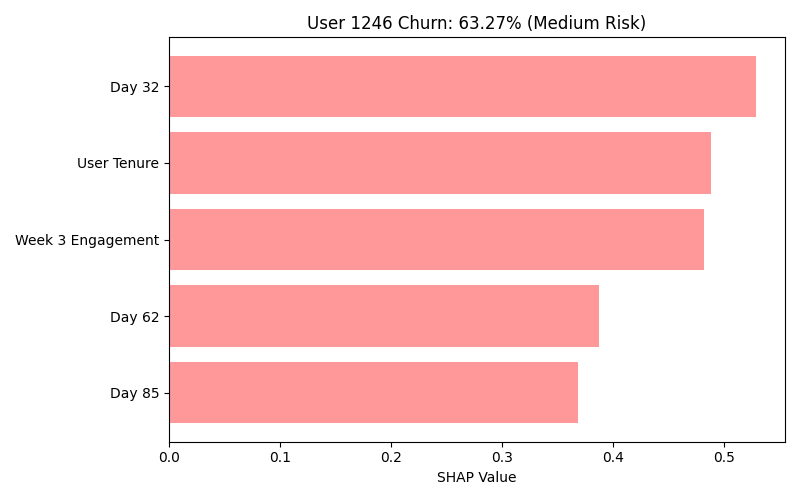 User 1246 Churn: 63.27% (Medium Risk)
Day 32
User Tenure
Week 3 Engagement
Day 62
Day 85
0.0 0.1 0.2 0.3 0.4 0.5
SHAP Value